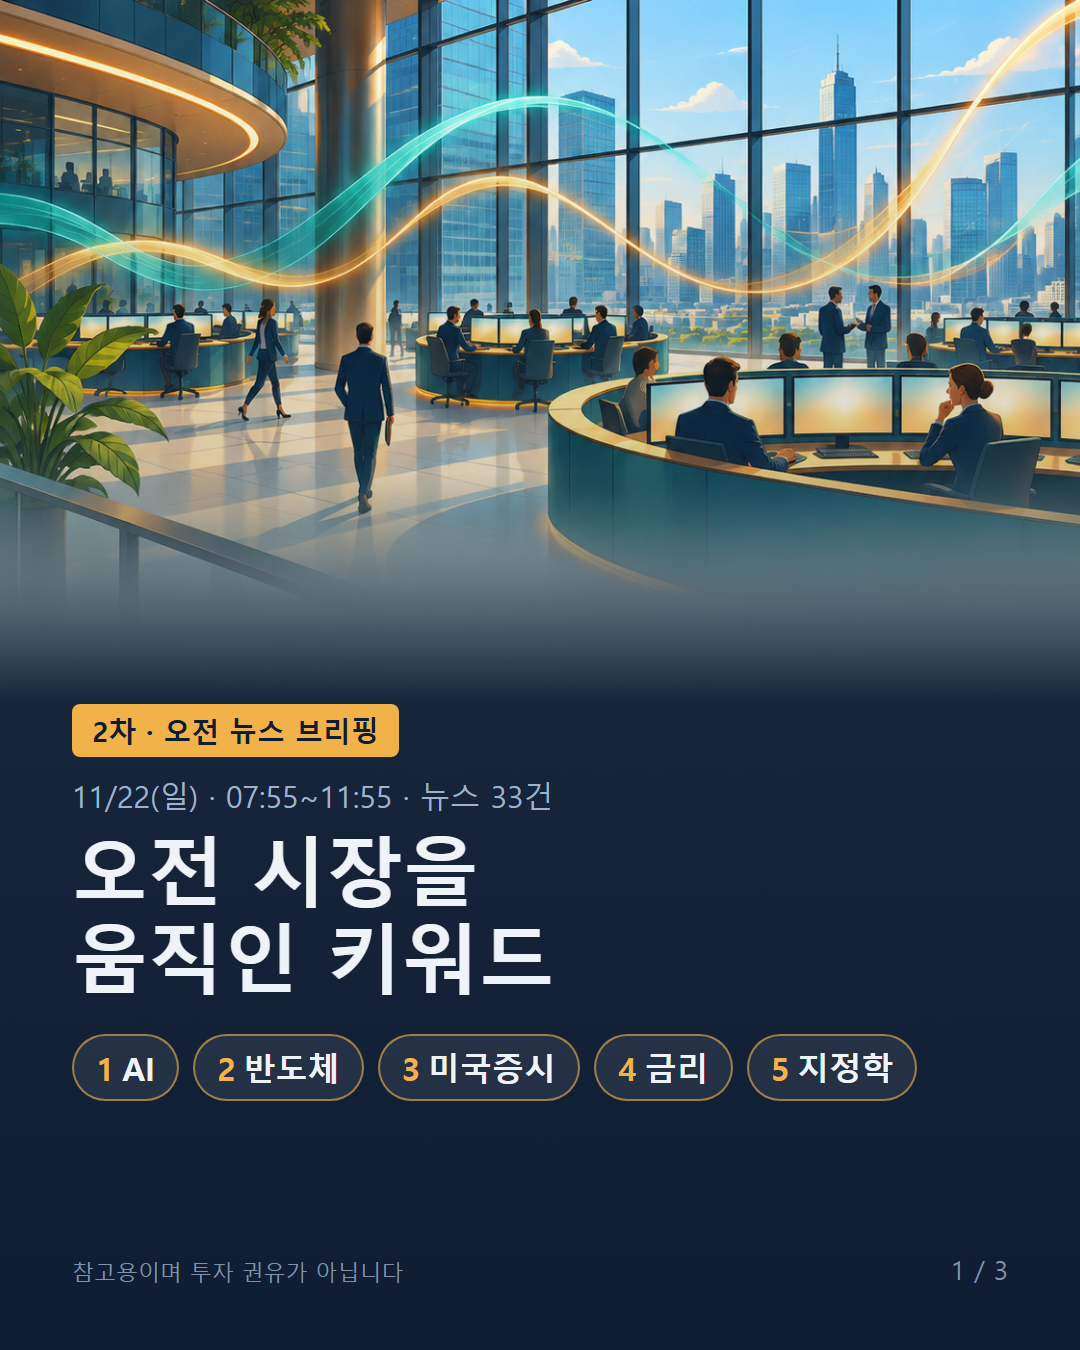 2차 · 오전 뉴스 브리핑
11/22(일) · 07:55~11:55 · 뉴스 33건
오전 시장을
움직인 키워드
1 AI 2 반도체 3 미국증시 4 금리 5 지정학
참고용이며 투자 권유가 아닙니다 1 / 3